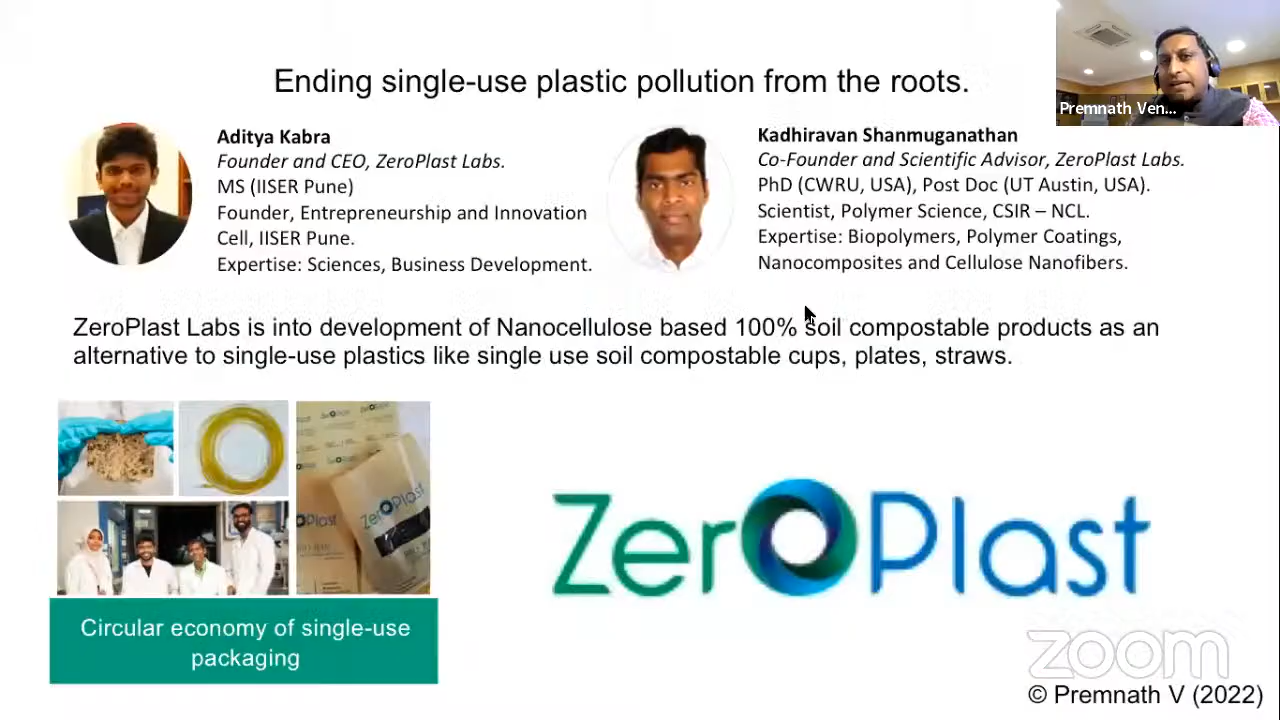 Ending single-use plastic pollution from the roots.
Premnath Ven...
Aditya Kabra
Founder and CEO, ZeroPlast Labs.
MS (IISER Pune)
Founder, Entrepreneurship and Innovation
Cell, IISER Pune.
Expertise: Sciences, Business Development.
Kadhiravan Shanmuganathan
Co-Founder and Scientific Advisor, ZeroPlast Labs.
PhD (CWRU, USA), Post Doc (UT Austin, USA).
Scientist, Polymer Science, CSIR – NCL.
Expertise: Biopolymers, Polymer Coatings,
Nanocomposites and Cellulose Nanofibers.
ZeroPlast Labs is into development of Nanocellulose based 100% soil compostable products as an
alternative to single-use plastics like single use soil compostable cups, plates, straws.
ZeroPlast
ZeroPlast
Circular economy of single-use
packaging
zoom
© Premnath V (2022)